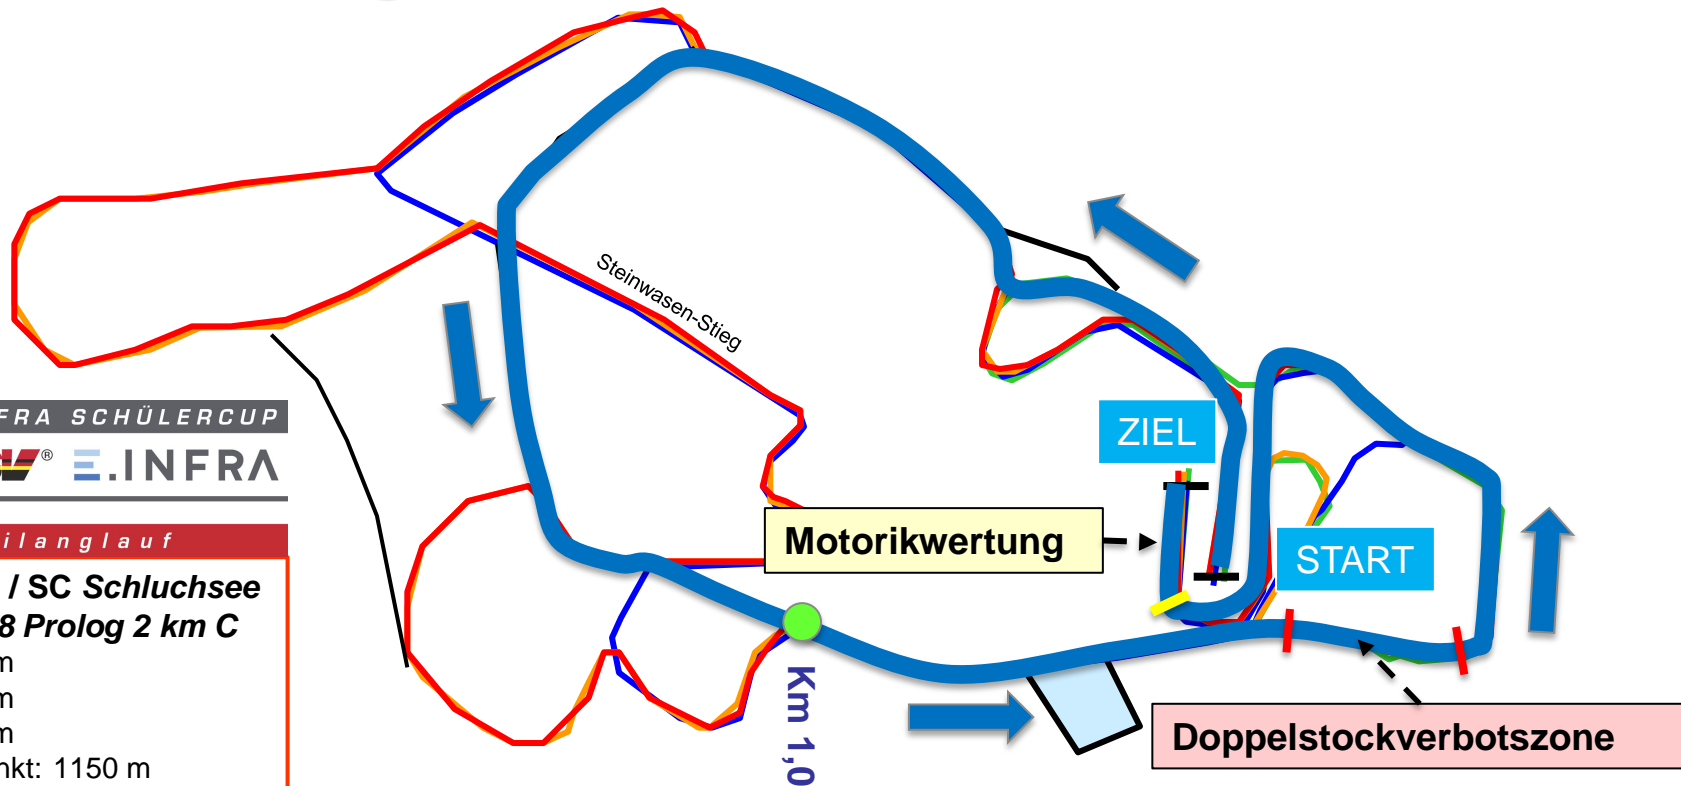 Steinwasen-Stieg
FRA SCHÜLERCUP
® E.INFRA
ilanglauf
/ SC Schluchsee
8 Prolog 2 km C
m
m
m
nkt: 1150 m
ZIEL
Motorikwertung
START
Km 1,0
Doppelstockverbotszone